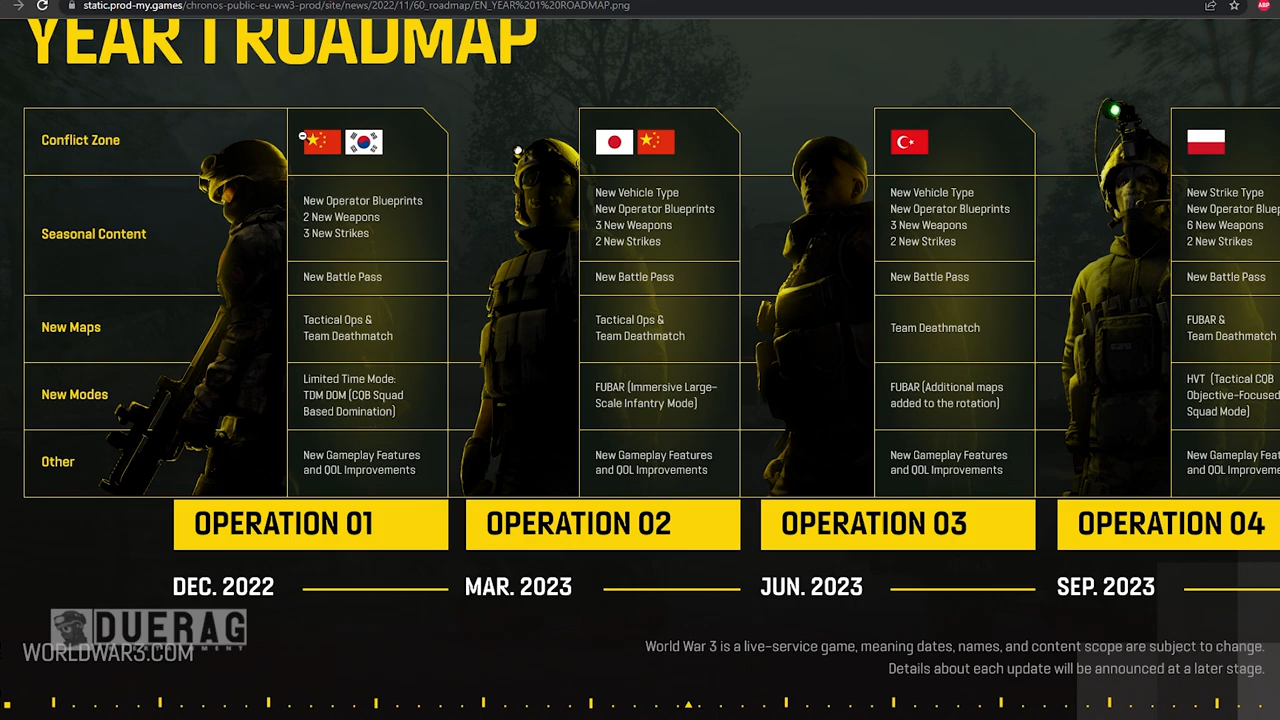 static.prod-my.games/chronos-public-eu-ww3-prod/site/news/2022/11/60_roadmap/EN_YEAR%201%20ROADMAP.png
ABP
YEAR 1 ROADMAP
Conflict Zone
Seasonal Content
New Operator Blueprints
2 New Weapons
3 New Strikes
New Vehicle Type
New Operator Blueprints
3 New Weapons
2 New Strikes
New Vehicle Type
New Operator Blueprints
3 New Weapons
2 New Strikes
New Strike Type
New Operator Bluep
6 New Weapons
2 New Strikes
New Battle Pass
New Battle Pass
New Battle Pass
New Battle Pass
New Maps
Tactical Ops &
Team Deathmatch
Tactical Ops &
Team Deathmatch
Team Deathmatch
FUBAR &
Team Deathmatch
New Modes
Limited Time Mode:
TDM DOM (CQB Squad
Based Domination)
FUBAR (Immersive Large-
Scale Infantry Mode)
FUBAR (Additional maps
added to the rotation)
HVT (Tactical CQB
Objective-Focused
Squad Mode)
Other
New Gameplay Features
and QOL Improvements
New Gameplay Features
and QOL Improvements
New Gameplay Features
and QOL Improvements
New Gameplay Feat
and QOL Improveme
OPERATION 01
OPERATION 02
OPERATION 03
OPERATION 04
DEC. 2022
MAR. 2023
JUN. 2023
SEP. 2023
DUERAG
WORLDWAR3.COM
World War 3 is a live-service game, meaning dates, names, and content scope are subject to change.
Details about each update will be announced at a later stage.